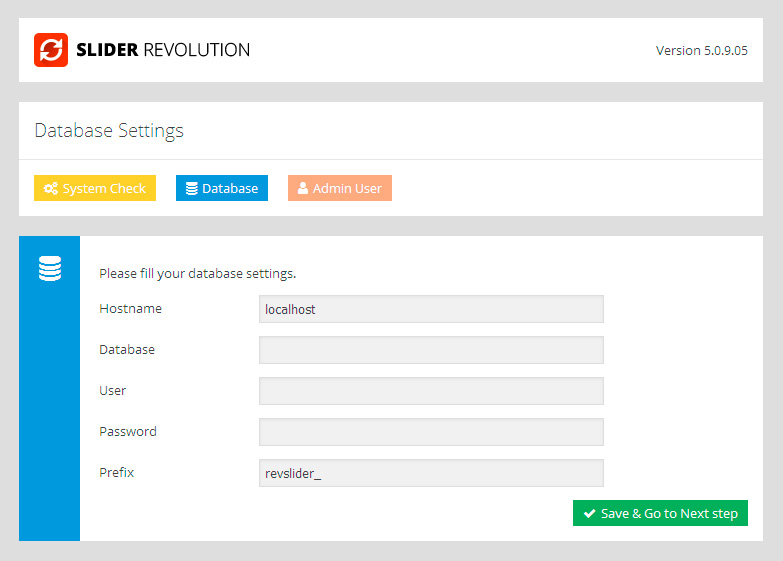 SLIDER REVOLUTION
Version 5.0.9.05
Database Settings
System Check
Database
Admin User
Please fill your database settings.
Hostname
localhost
Database
User
Password
Prefix
revslider_
Save & Go to Next step